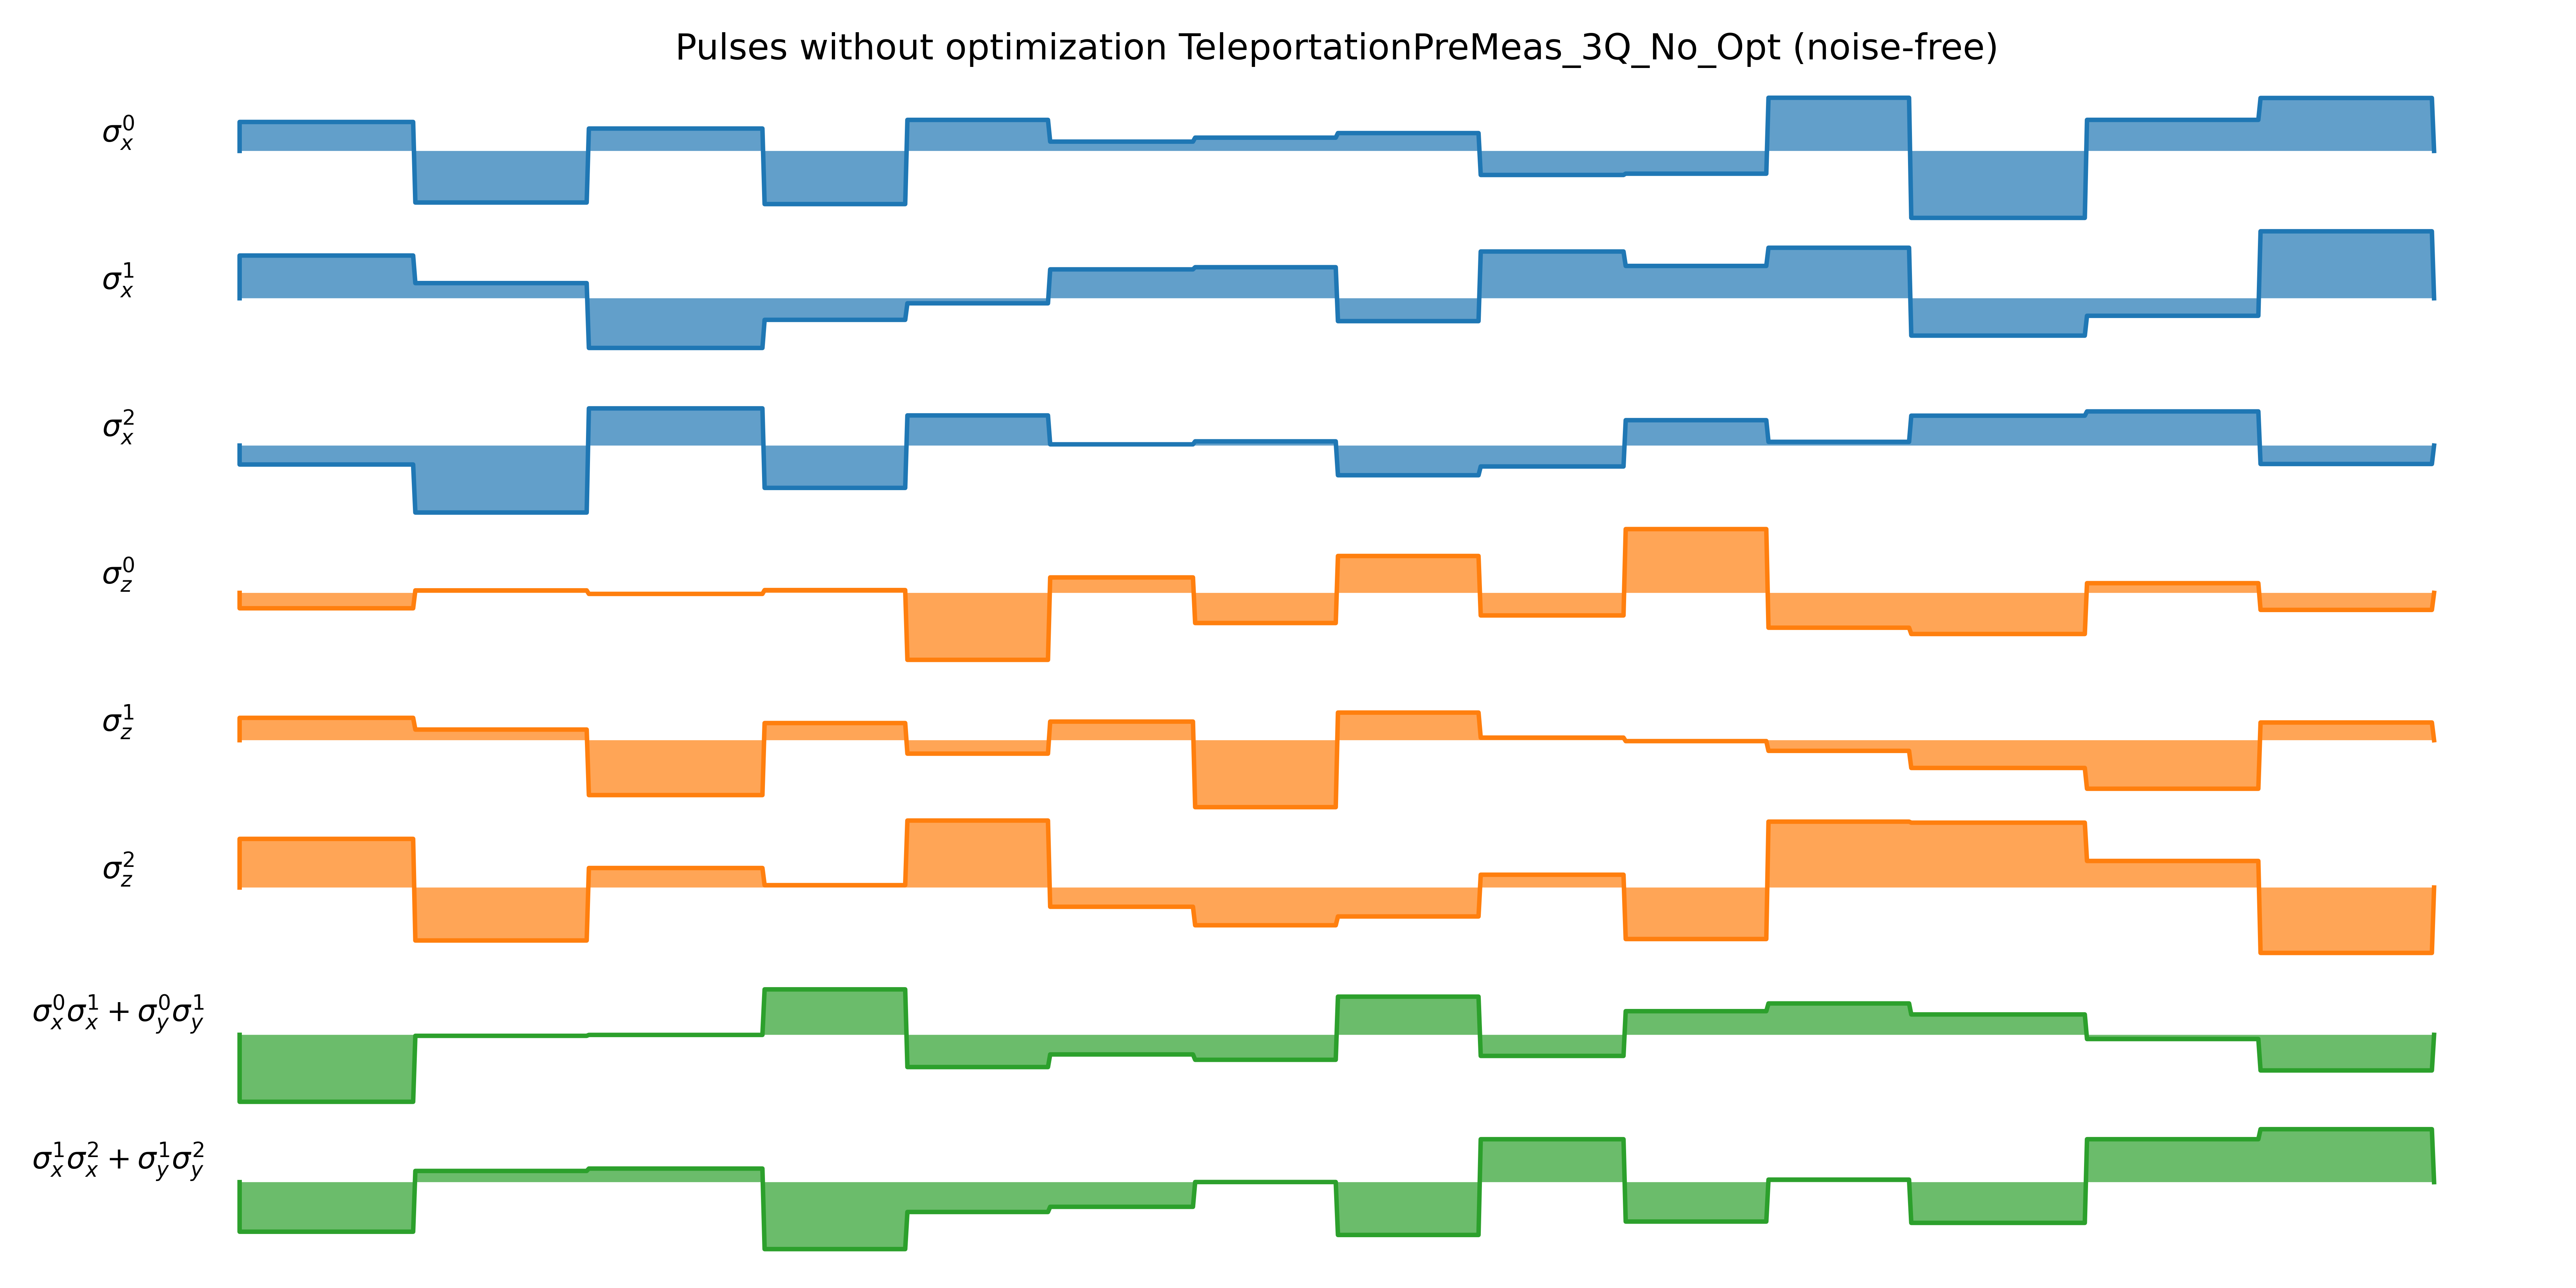 Pulses without optimization TeleportationPreMeas_3Q_No_Opt (noise-free)
σ_x^0
σ_x^1
σ_x^2
σ_z^0
σ_z^1
σ_z^2
σ_x^0σ_x^1 + σ_y^0σ_y^1
σ_x^1σ_x^2 + σ_y^1σ_y^2